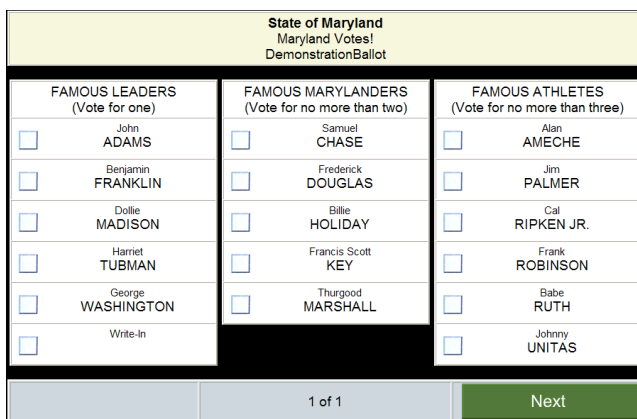 State of Maryland
Maryland Votes!
DemonstrationBallot
FAMOUS LEADERS
(Vote for one)
John
ADAMS
Benjamin
FRANKLIN
Dollie
MADISON
Harriet
TUBMAN
George
WASHINGTON
Write-In
FAMOUS MARYLANDERS
(Vote for no more than two)
Samuel
CHASE
Frederick
DOUGLAS
Billie
HOLIDAY
Francis Scott
KEY
Thurgood
MARSHALL
FAMOUS ATHLETES
(Vote for no more than three)
Alan
AMECHE
Jim
PALMER
Cal
RIPKEN JR.
Frank
ROBINSON
Babe
RUTH
Johnny
UNITAS
1 of 1
Next